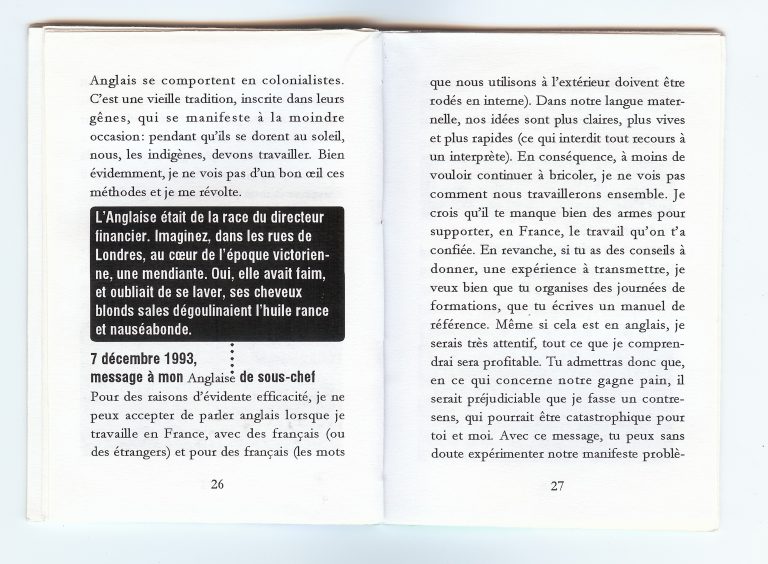 Anglais se comportent en colonialistes.
C'est une vieille tradition, inscrite dans leurs
gênes, qui se manifeste à la moindre
occasion: pendant qu'ils se dorent au soleil,
nous, les indigènes, devons travailler. Bien
évidemment, je ne vois pas d'un bon œil ces
méthodes et je me révolte.
L'Anglaise était de la race du directeur
financier. Imaginez, dans les rues de
Londres, au cœur de l'époque victorien-
ne, une mendiante. Oui, elle avait faim,
et oubliait de se laver, ses cheveux
blonds sales dégoulinaient l'huile rance
et nauséabonde.
7 décembre 1993,
message à mon Anglaise de sous-chef
Pour des raisons d'évidente efficacité, je ne
peux accepter de parler anglais lorsque je
travaille en France, avec des français (ou
des étrangers) et pour des français (les mots
26
que nous utilisons à l'extérieur doivent être
rodés en interne). Dans notre langue mater-
nelle, nos idées sont plus claires, plus vives
et plus rapides (ce qui interdit tout recours à
un interprète). En conséquence, à moins de
vouloir continuer à bricoler, je ne vois pas
comment nous travaillerons ensemble. Je
crois qu'il te manque bien des armes pour
supporter, en France, le travail qu'on t'a
confiée. En revanche, si tu as des conseils à
donner, une expérience à transmettre, je
veux bien que tu organises des journées de
formations, que tu écrives un manuel de
référence. Même si cela est en anglais, je
serais très attentif, tout ce que je compren-
drai sera profitable. Tu admettras donc que,
en ce qui concerne notre gagne pain, il
serait préjudiciable que je fasse un contre-
sens, qui pourrait être catastrophique pour
toi et moi. Avec ce message, tu peux sans
doute expérimenter notre manifeste problè-
27